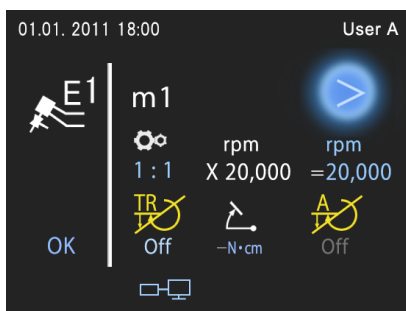 01.01. 2011 18:00 User A
E1
m1
>
rpm rpm
1 : 1 X 20,000 =20,000
TR A
OK Off –N·cm Off